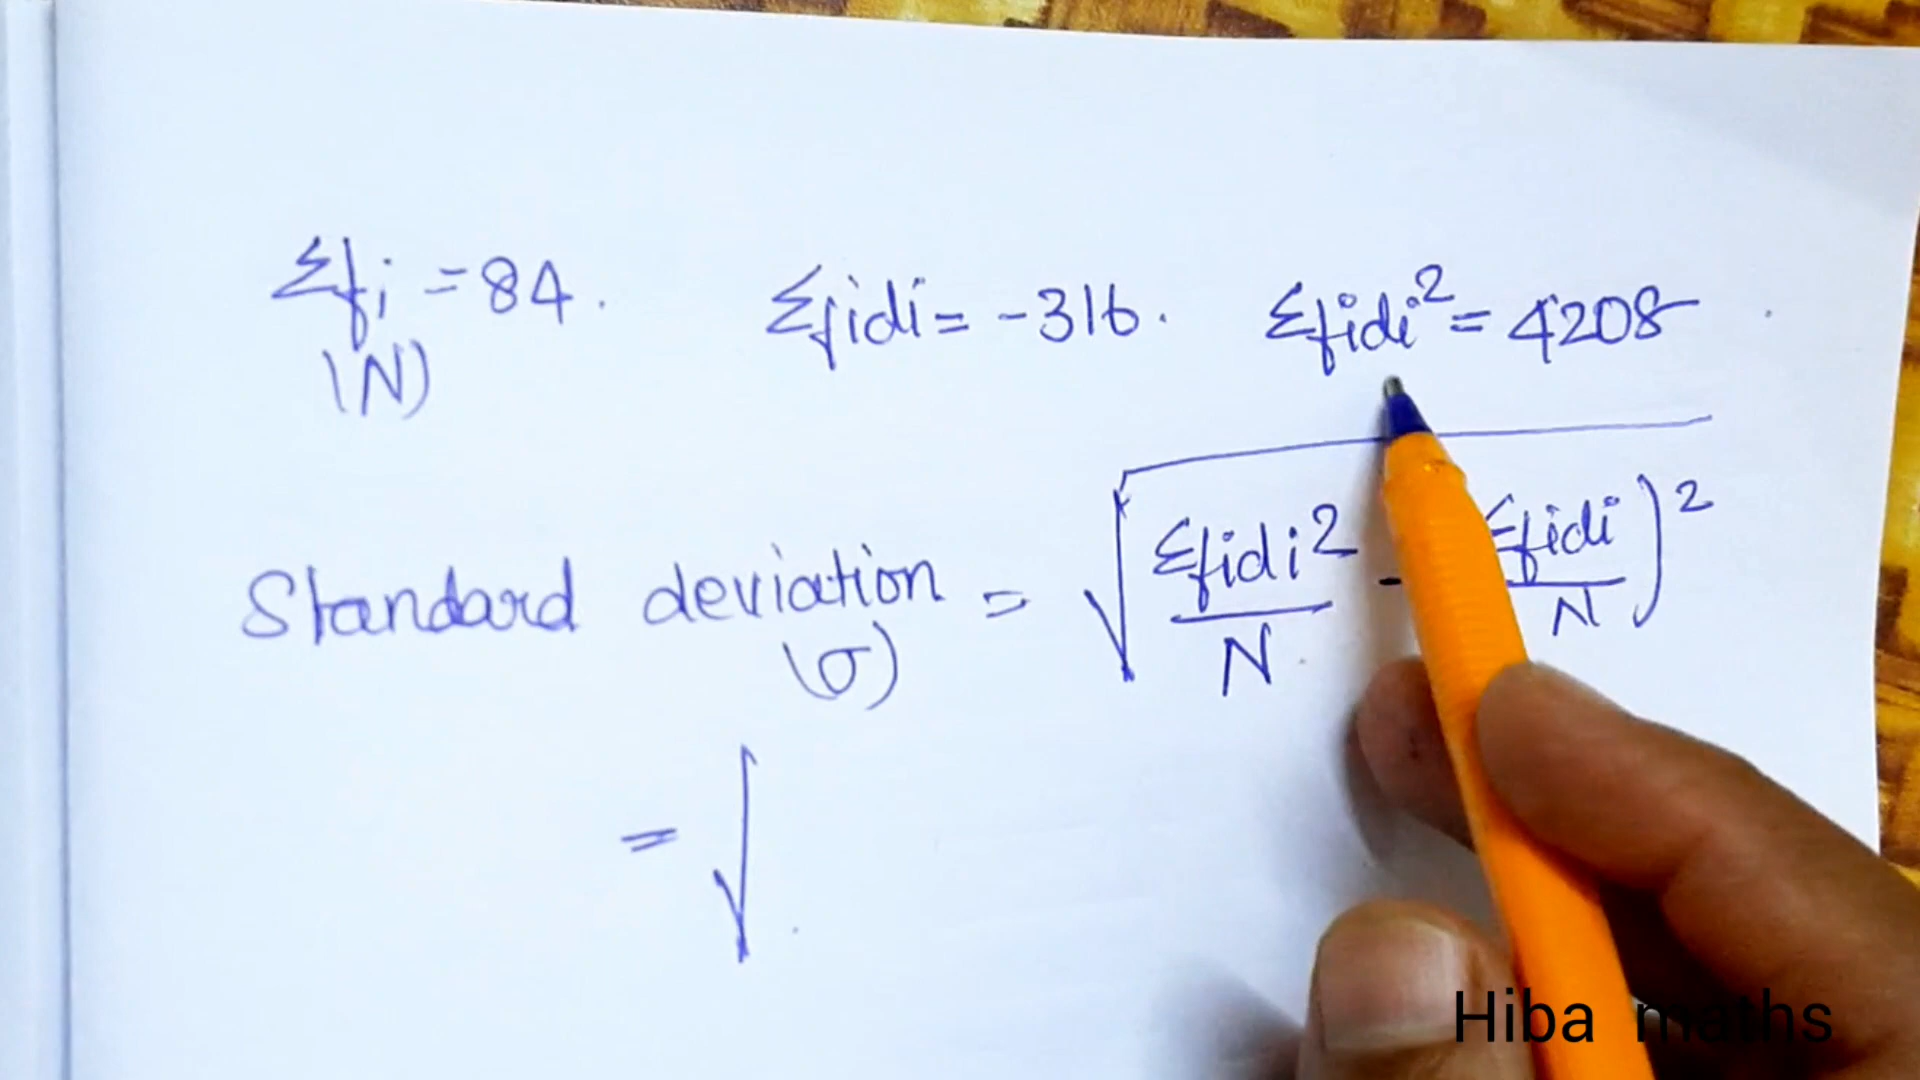 Σfi = 84. Σfidi = -316. Σfidi² = 4208
(N)
Standard deviation = √ Σfidi²/N - Σfidi/N )²
(σ)
= √
Hiba maths